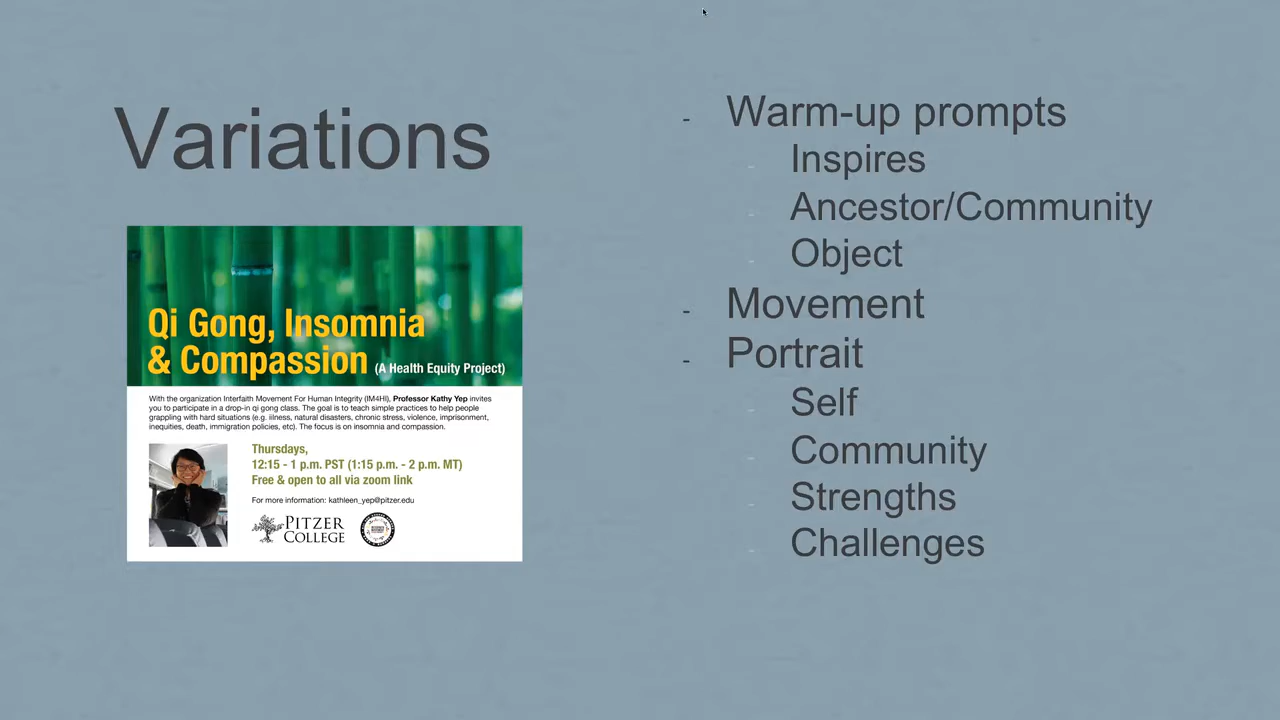 Variations
Qi Gong, Insomnia
& Compassion (A Health Equity Project)
With the organization Interfaith Movement For Human Integrity (IM4HI), Professor Kathy Yep invites
you to participate in a drop-in qi gong class. The goal is to teach simple practices to help people
grappling with hard situations (e.g. illness, natural disasters, chronic stress, violence, imprisonment,
inequities, death, immigration policies, etc). The focus is on insomnia and compassion.
Thursdays,
12:15 - 1 p.m. PST (1:15 p.m. - 2 p.m. MT)
Free & open to all via zoom link
For more information: kathleen_yep@pitzer.edu
PITZER
COLLEGE
- Warm-up prompts
- Inspires
- Ancestor/Community
- Object
- Movement
- Portrait
- Self
- Community
- Strengths
- Challenges